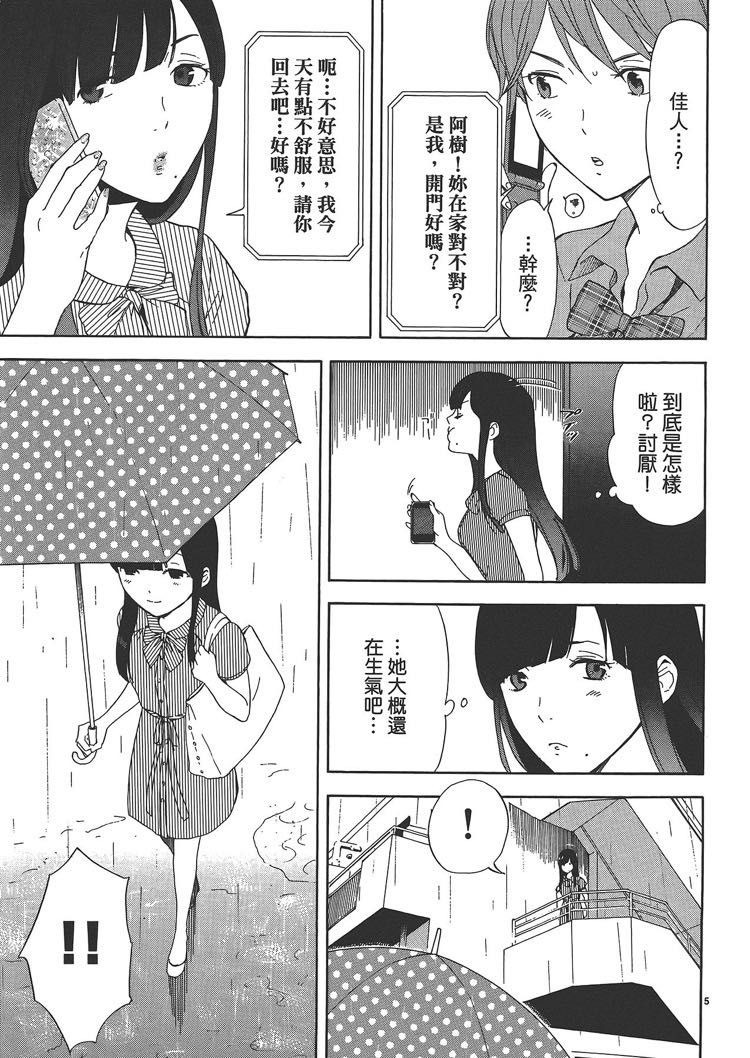 佳人…?
阿樹!妳在家對不對?
是我,開門好嗎?
…幹麼?
呃…不好意思,我今
天有點不舒服,請你
回去吧…好嗎?
到底是怎樣
啦?討厭!
…她大概還
在生氣吧…
!
!!
5